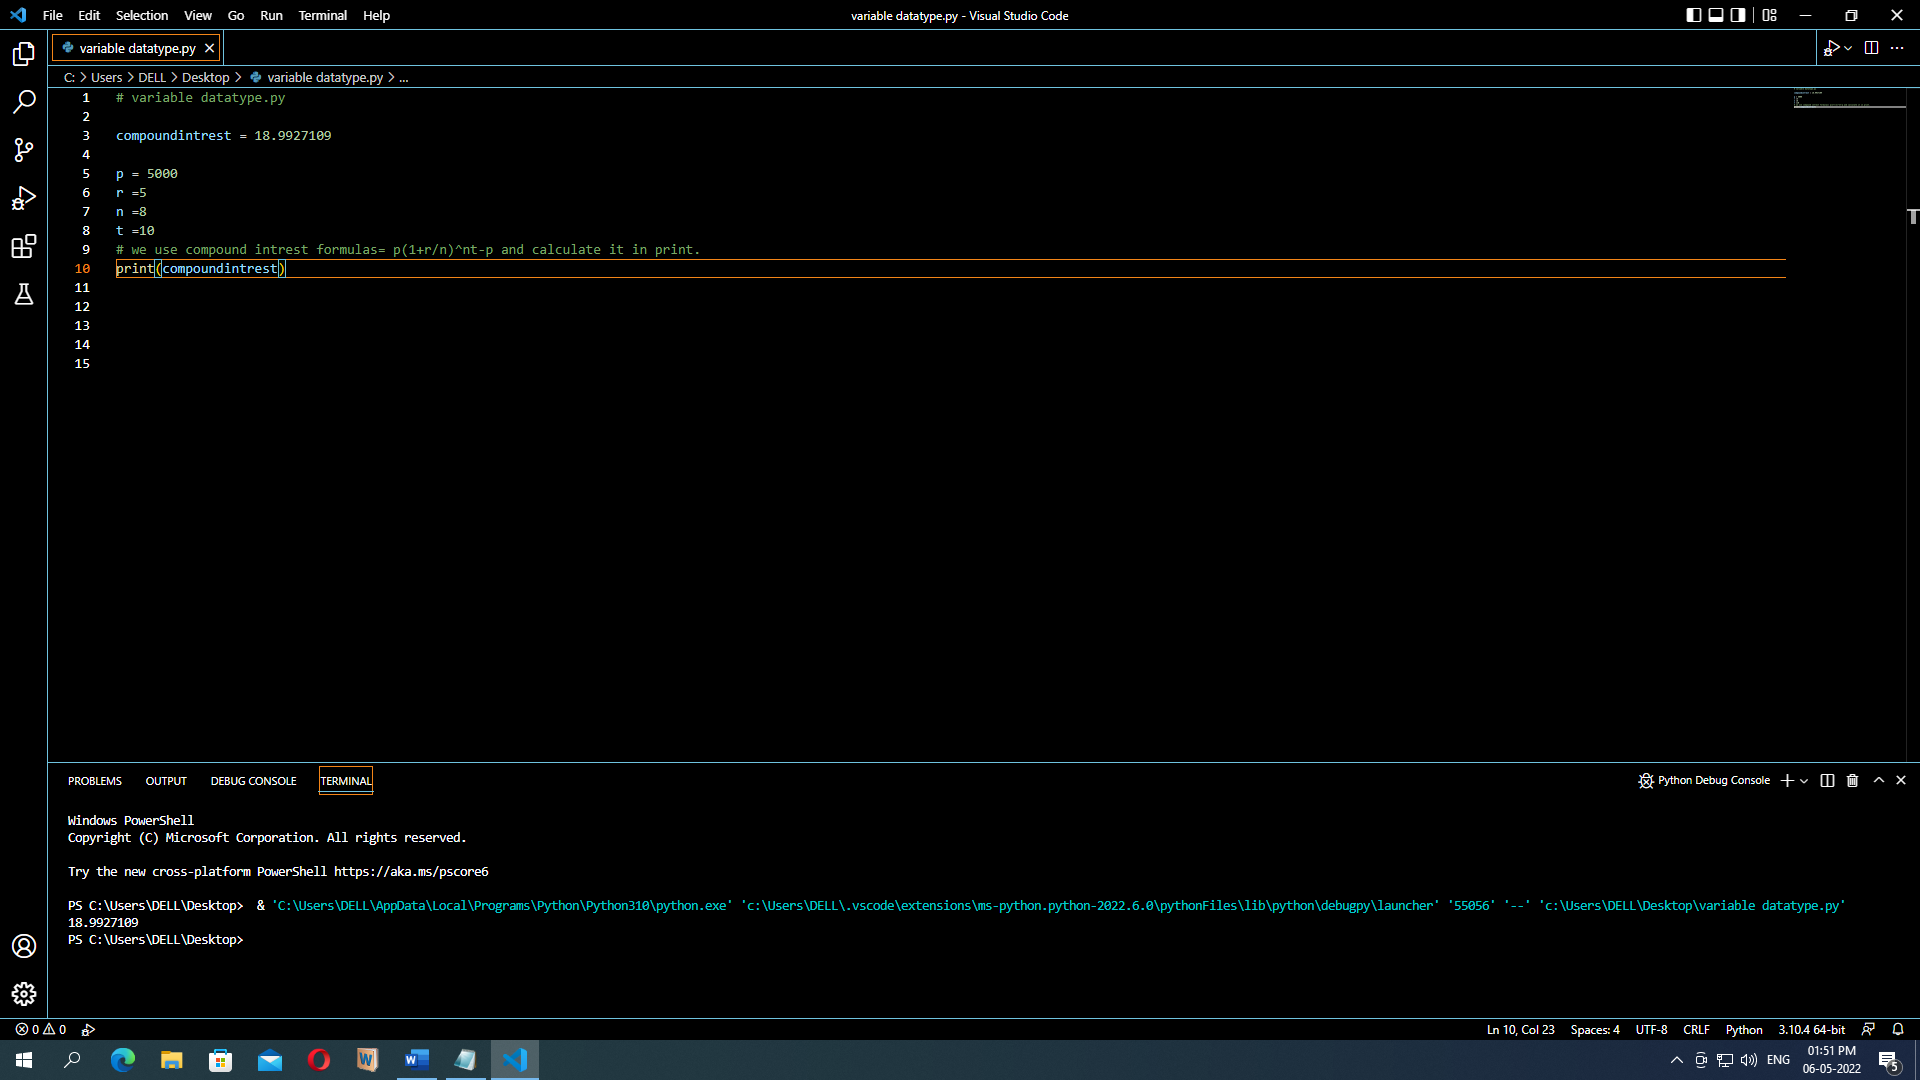 File Edit Selection View Go Run Terminal Help variable datatype.py - Visual Studio Code
variable datatype.py
C: > Users > DELL > Desktop > variable datatype.py > ...
1 # variable datatype.py
2
3 compoundintrest = 18.9927109
4
5 p = 5000
6 r =5
7 n =8
8 t =10
9 # we use compound intrest formulas= p(1+r/n)^nt-p and calculate it in print.
10 print(compoundintrest)
11
12
13
14
15
PROBLEMS OUTPUT DEBUG CONSOLE TERMINAL Python Debug Console
Windows PowerShell
Copyright (C) Microsoft Corporation. All rights reserved.
Try the new cross-platform PowerShell https://aka.ms/pscore6
PS C:\Users\DELL\Desktop>  & 'C:\Users\DELL\AppData\Local\Programs\Python\Python310\python.exe' 'c:\Users\DELL\.vscode\extensions\ms-python.python-2022.6.0\pythonFiles\lib\python\debugpy\launcher' '55056' '--' 'c:\Users\DELL\Desktop\variable datatype.py'
18.9927109
PS C:\Users\DELL\Desktop>
0 0 Ln 10, Col 23 Spaces: 4 UTF-8 CRLF Python 3.10.4 64-bit
ENG 01:51 PM
06-05-2022 5